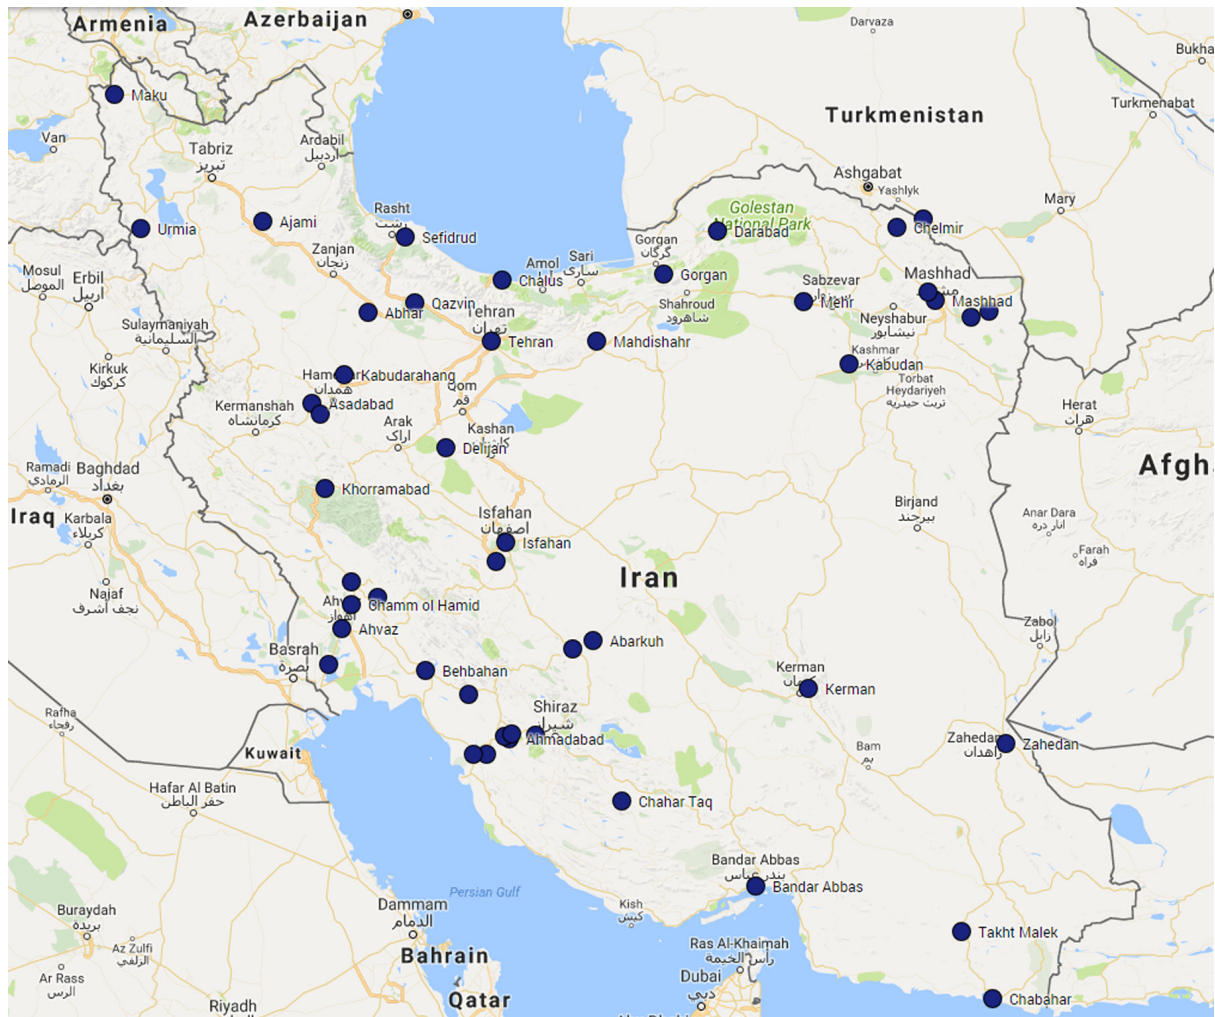 Armenia
Azerbaijan
Darvaza
Bukha
Maku
Turkmenabat
Turkmenistan
Van
Ardabil
اردبیل
Tabriz
تبریز
Ashgabat
Yashlyk
Mary
Rasht
رشت
Golestan
National Park
Urmia
Ajami
Sefidrud
Darabad
Chelmir
Zanjan
زنجان
Gorgan
گرگان
Sari
ساری
Amol
Chalus
Gorgan
Mosul
الموصل
Erbil
اربيل
Mashhad
Sabzevar
Mehr
Mashhad
Shahroud
شاهرود
Qazvin
Abhar
Tehran
تهران
Neyshabur
نیشابور
Sulaymaniyah
السليمانية
Tehran
Mahdishahr
Kashmar
Kabudan
Kirkuk
كركوك
Kabudarahang
همدان
Qom
قم
Torbat
Heydariyeh
تربت حیدریه
Kermanshah
کرمانشاه
Asadabad
Herat
هرات
Arak
اراک
Kashan
Delijan
Ramadi
الرمادي
Baghdad
بغداد
Afgh
Khorramabad
Birjand
بیرجند
Iraq
Karbala
كربلاء
Isfahan
اصفهان
Isfahan
Anar Dara
انار دره
Farah
فراه
Iran
Najaf
نجف أشرف
Chamm ol Hamid
اهواز
Ahvaz
Zabol
زابل
Abarkuh
Basrah
بصرة
Behbahan
Kerman
Kerman
Rafha
رفحاء
Shiraz
شیراز
Ahmadabad
Kuwait
Bam
بم
Zahedan
زاهدان
Zahedan
Hafar Al Batin
حفر الباطن
Chahar Taq
Bandar Abbas
بندرعباس
Bandar Abbas
Persian Gulf
Kish
کیش
Buraydah
بريدة
Dammam
الدمام
Takht Malek
Az Zulfi
الزلفي
Bahrain
Ras Al-Khaimah
رأس الخيمة
Ar Rass
الرس
Dubai
دبي
Qatar
Chabahar
Riyadh